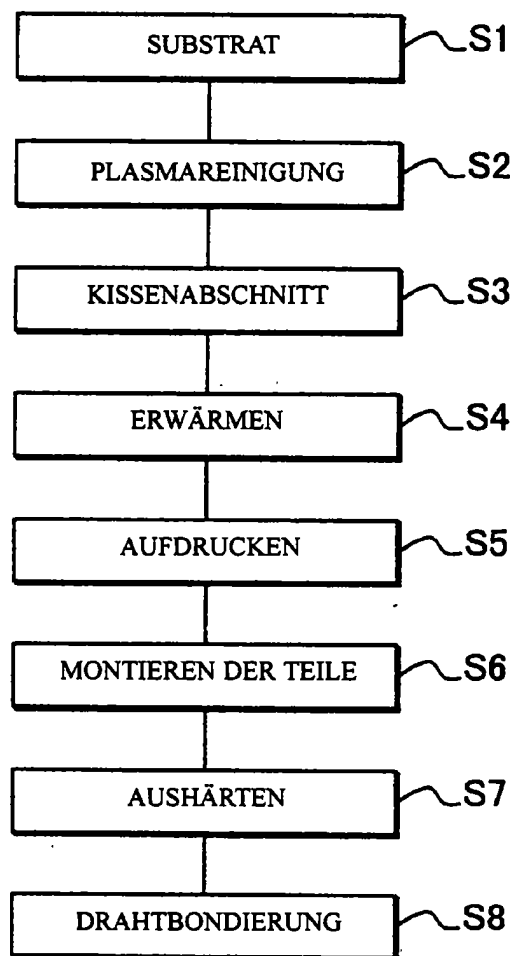 SUBSTRAT S1
PLASMAREINIGUNG S2
KISSENABSCHNITT S3
ERWÄRMEN S4
AUFDRUCKEN S5
MONTIEREN DER TEILE S6
AUSHÄRTEN S7
DRAHTBONDIERUNG S8